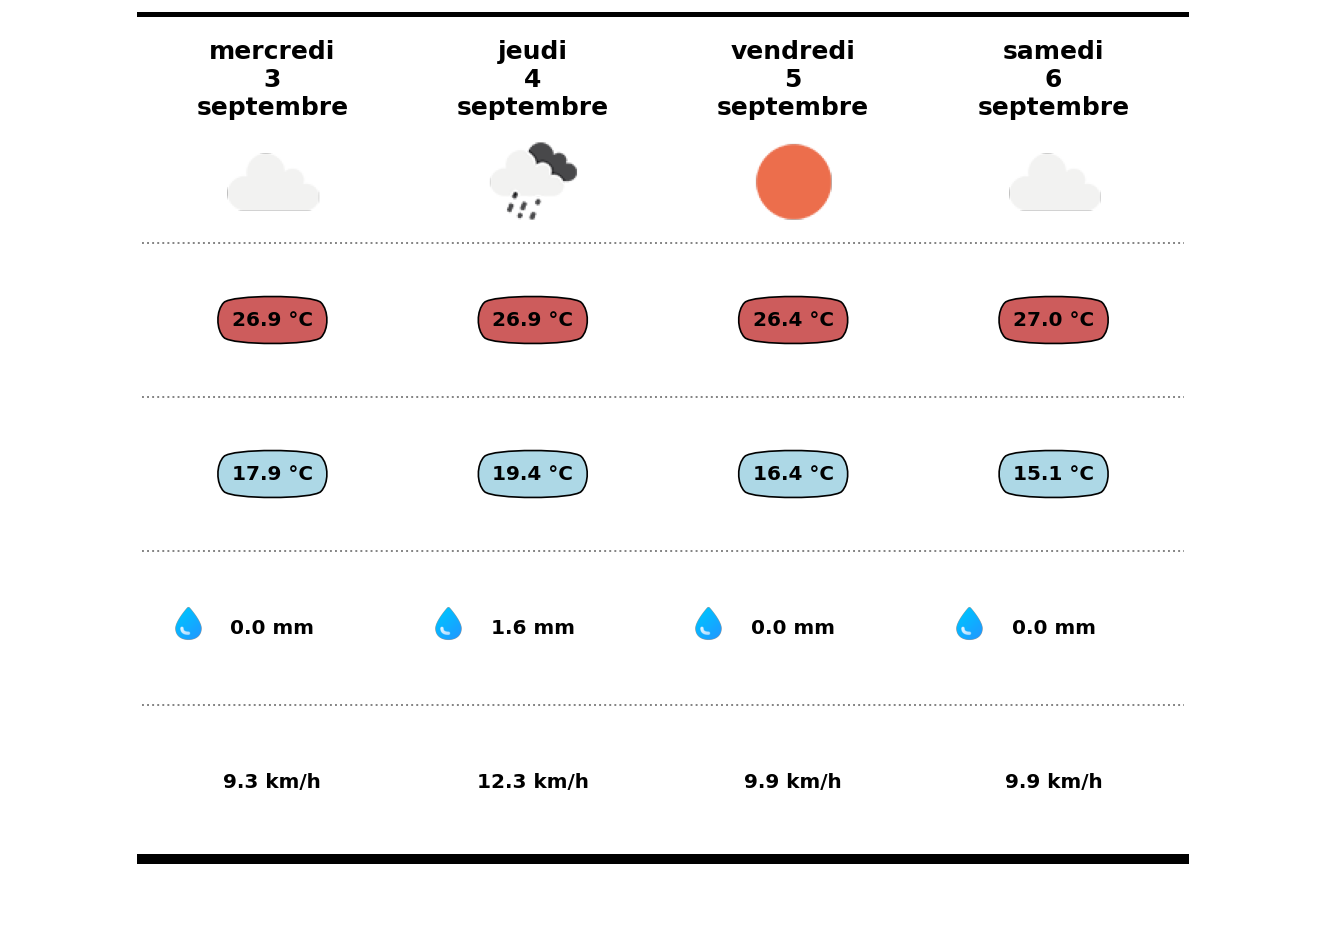 mercredi
3
septembre
jeudi
4
septembre
vendredi
5
septembre
samedi
6
septembre
26.9 °C
26.9 °C
26.4 °C
27.0 °C
17.9 °C
19.4 °C
16.4 °C
15.1 °C
0.0 mm
1.6 mm
0.0 mm
0.0 mm
9.3 km/h
12.3 km/h
9.9 km/h
9.9 km/h